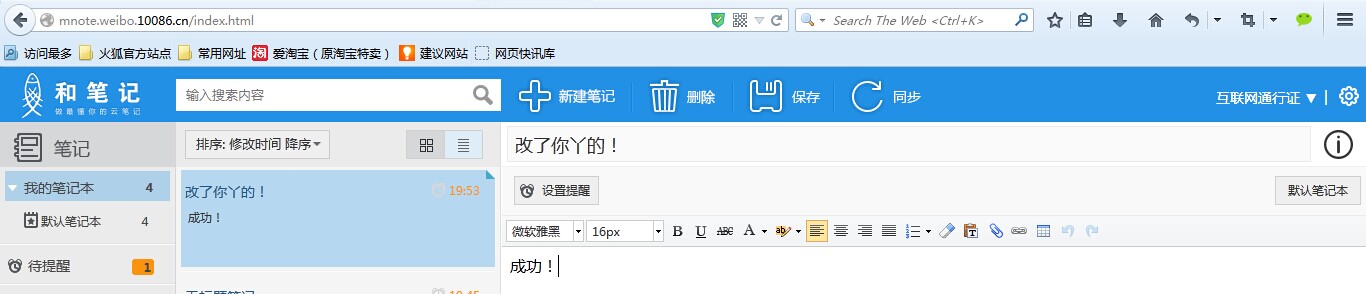 mnote.weibo.10086.cn/index.html
Search The Web <Ctrl+K>
访问最多 火狐官方站点 常用网址 淘 爱淘宝（原淘宝特卖） 建议网站 网页快讯库
和笔记
做最懂你的云笔记
输入搜索内容
新建笔记 删除 保存 同步
互联网通行证 ▼ |
笔记
排序: 修改时间 降序
改了你丫的！
我的笔记本 4
改了你丫的！ 19:53
设置提醒
默认笔记本
默认笔记本 4
成功！
微软雅黑 16px B U ABC A ab
待提醒 1
成功！